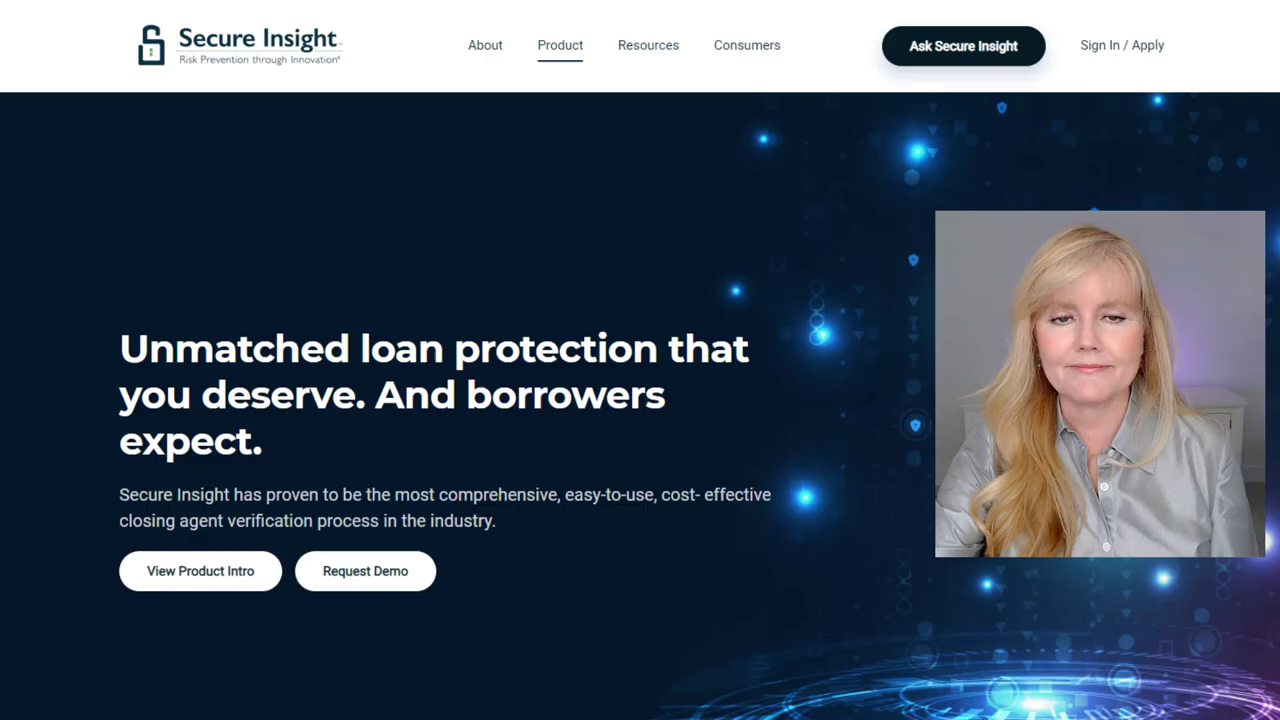 Secure Insight™
Risk Prevention through Innovation®
About
Product
Resources
Consumers
Ask Secure Insight
Sign In / Apply
Unmatched loan protection that
you deserve. And borrowers
expect.
Secure Insight has proven to be the most comprehensive, easy-to-use, cost- effective
closing agent verification process in the industry.
View Product Intro
Request Demo